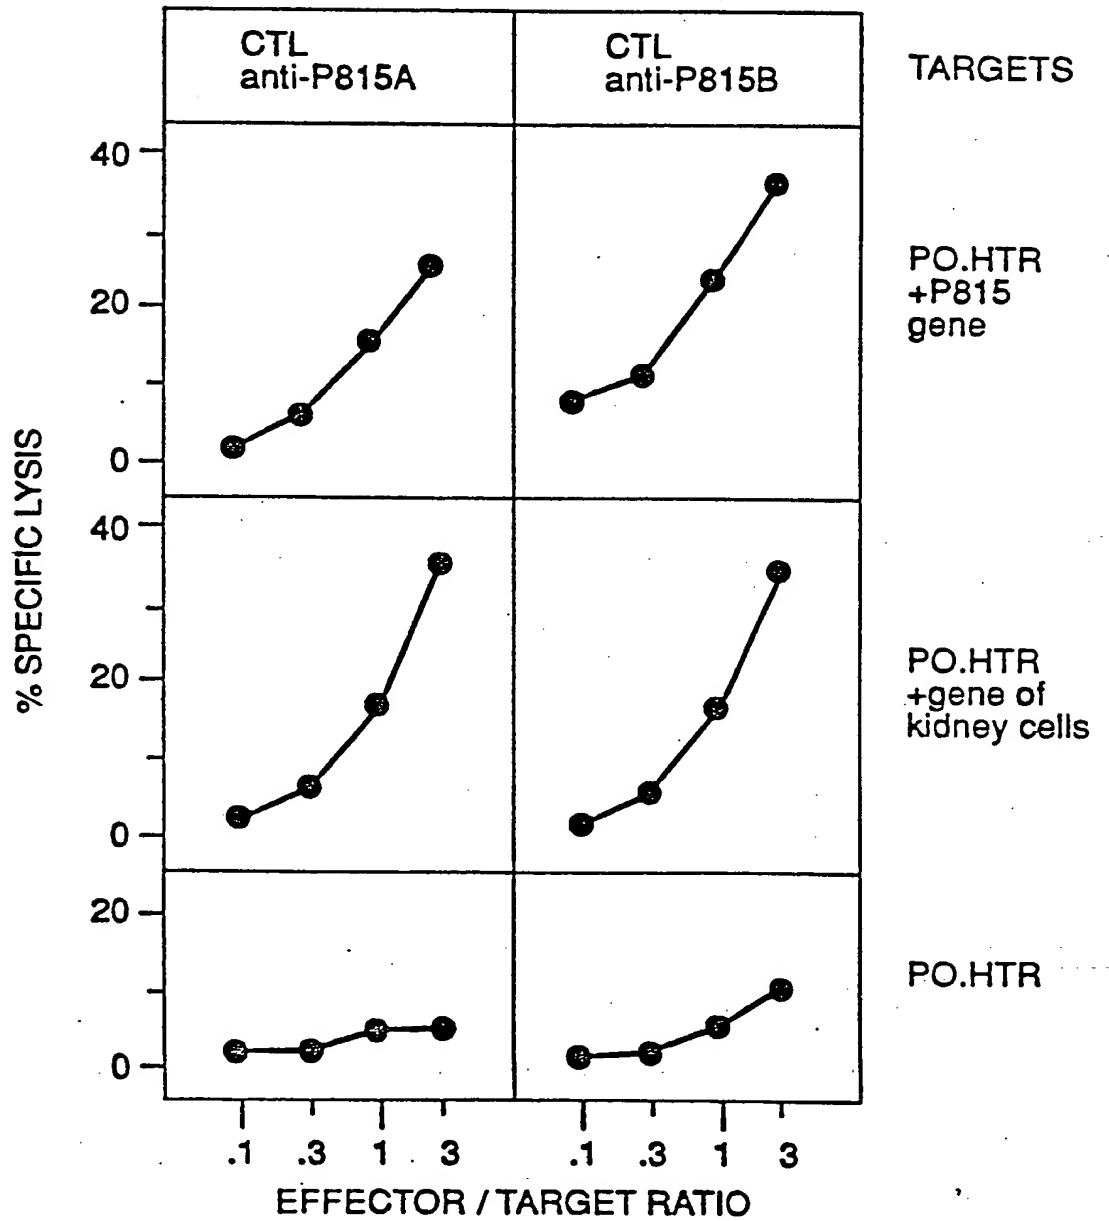 CTL
anti-P815A
CTL
anti-P815B
TARGETS
40
20
0
PO.HTR
+P815
gene
% SPECIFIC LYSIS
40
20
0
PO.HTR
+gene of
kidney cells
20
0
PO.HTR
.1 .3 1 3 .1 .3 1 3
EFFECTOR / TARGET RATIO